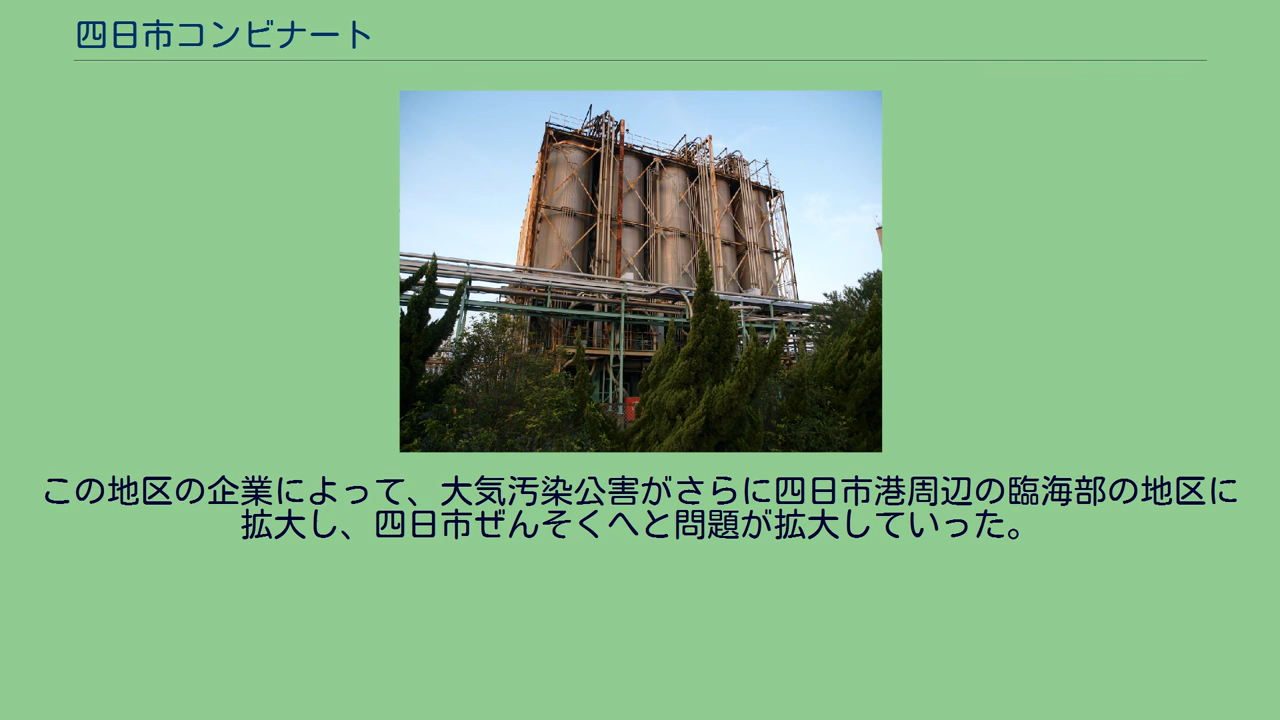 四日市コンビナート
この地区の企業によって、大気汚染公害がさらに四日市港周辺の臨海部の地区に
拡大し、四日市ぜんそくへと問題が拡大していった。